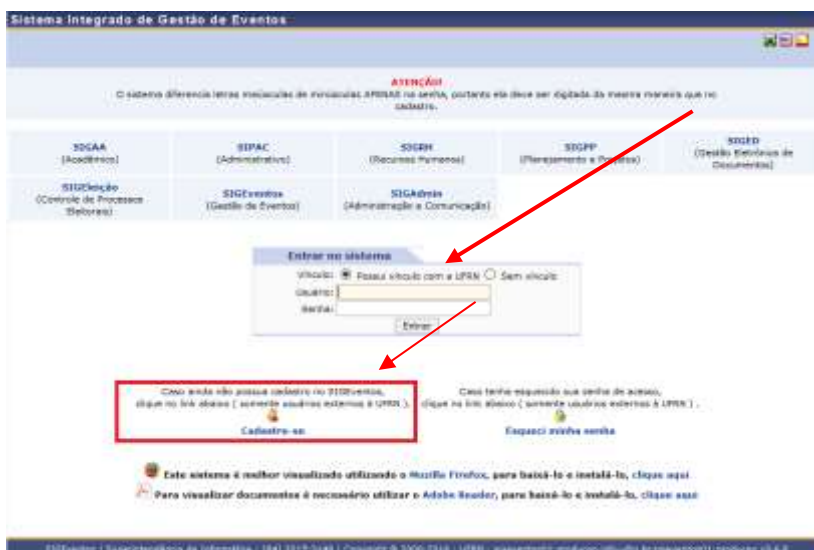 Sistema Integrado de Gestão de Eventos
ATENÇÃO!
O sistema diferencia letras maiúsculas de minúsculas APENAS na senha, portanto ela deve ser digitada da mesma maneira que no
cadastro.
SIGAA
(Acadêmico)
SIPAC
(Administrativo)
SIGRH
(Recursos Humanos)
SIGPP
(Planejamento e Projetos)
SIGED
(Gestão Eletrônica de
Documentos)
SIGEleição
(Controle de Processos
Eleitorais)
SIGEventos
(Gestão de Eventos)
SIGAdmin
(Administração e Comunicação)
Entrar no sistema
Vínculo: Possui vínculo com a UFRN Sem vínculo
Usuário:
Senha:
Entrar
Caso ainda não possua cadastro no SIGEventos,
clique no link abaixo ( somente usuários externos à UFRN ).
Cadastre-se
Caso tenha esquecido sua senha de acesso,
clique no link abaixo ( somente usuários externos à UFRN ).
Esqueci minha senha
Este sistema é melhor visualizado utilizando o Mozilla Firefox, para baixá-lo e instalá-lo, clique aqui
Para visualizar documentos é necessário utilizar o Adobe Reader, para baixá-lo e instalá-lo, clique aqui
SIGEventos | Superintendência de Informática